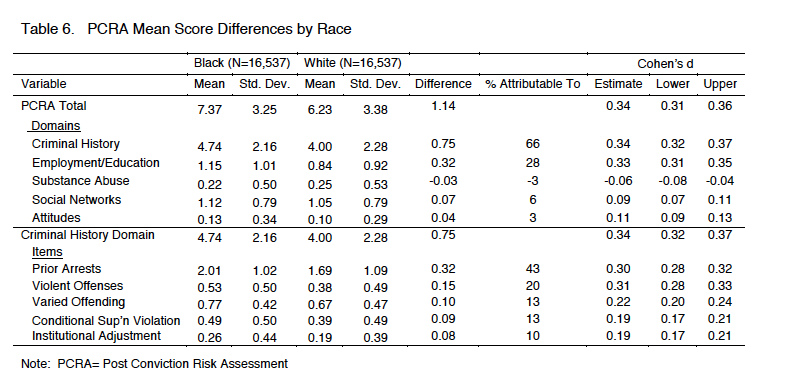 Table 6. PCRA Mean Score Differences by Race
Black (N=16,537) White (N=16,537) Cohen's d
Variable Mean Std. Dev. Mean Std. Dev. Difference % Attributable To Estimate Lower Upper
PCRA Total 7.37 3.25 6.23 3.38 1.14 0.34 0.31 0.36
Domains
Criminal History 4.74 2.16 4.00 2.28 0.75 66 0.34 0.32 0.37
Employment/Education 1.15 1.01 0.84 0.92 0.32 28 0.33 0.31 0.35
Substance Abuse 0.22 0.50 0.25 0.53 -0.03 -3 -0.06 -0.08 -0.04
Social Networks 1.12 0.79 1.05 0.79 0.07 6 0.09 0.07 0.11
Attitudes 0.13 0.34 0.10 0.29 0.04 3 0.11 0.09 0.13
Criminal History Domain 4.74 2.16 4.00 2.28 0.75 0.34 0.32 0.37
Items
Prior Arrests 2.01 1.02 1.69 1.09 0.32 43 0.30 0.28 0.32
Violent Offenses 0.53 0.50 0.38 0.49 0.15 20 0.31 0.28 0.33
Varied Offending 0.77 0.42 0.67 0.47 0.10 13 0.22 0.20 0.24
Conditional Sup'n Violation 0.49 0.50 0.39 0.49 0.09 13 0.19 0.17 0.21
Institutional Adjustment 0.26 0.44 0.19 0.39 0.08 10 0.19 0.17 0.21
Note: PCRA= Post Conviction Risk Assessment